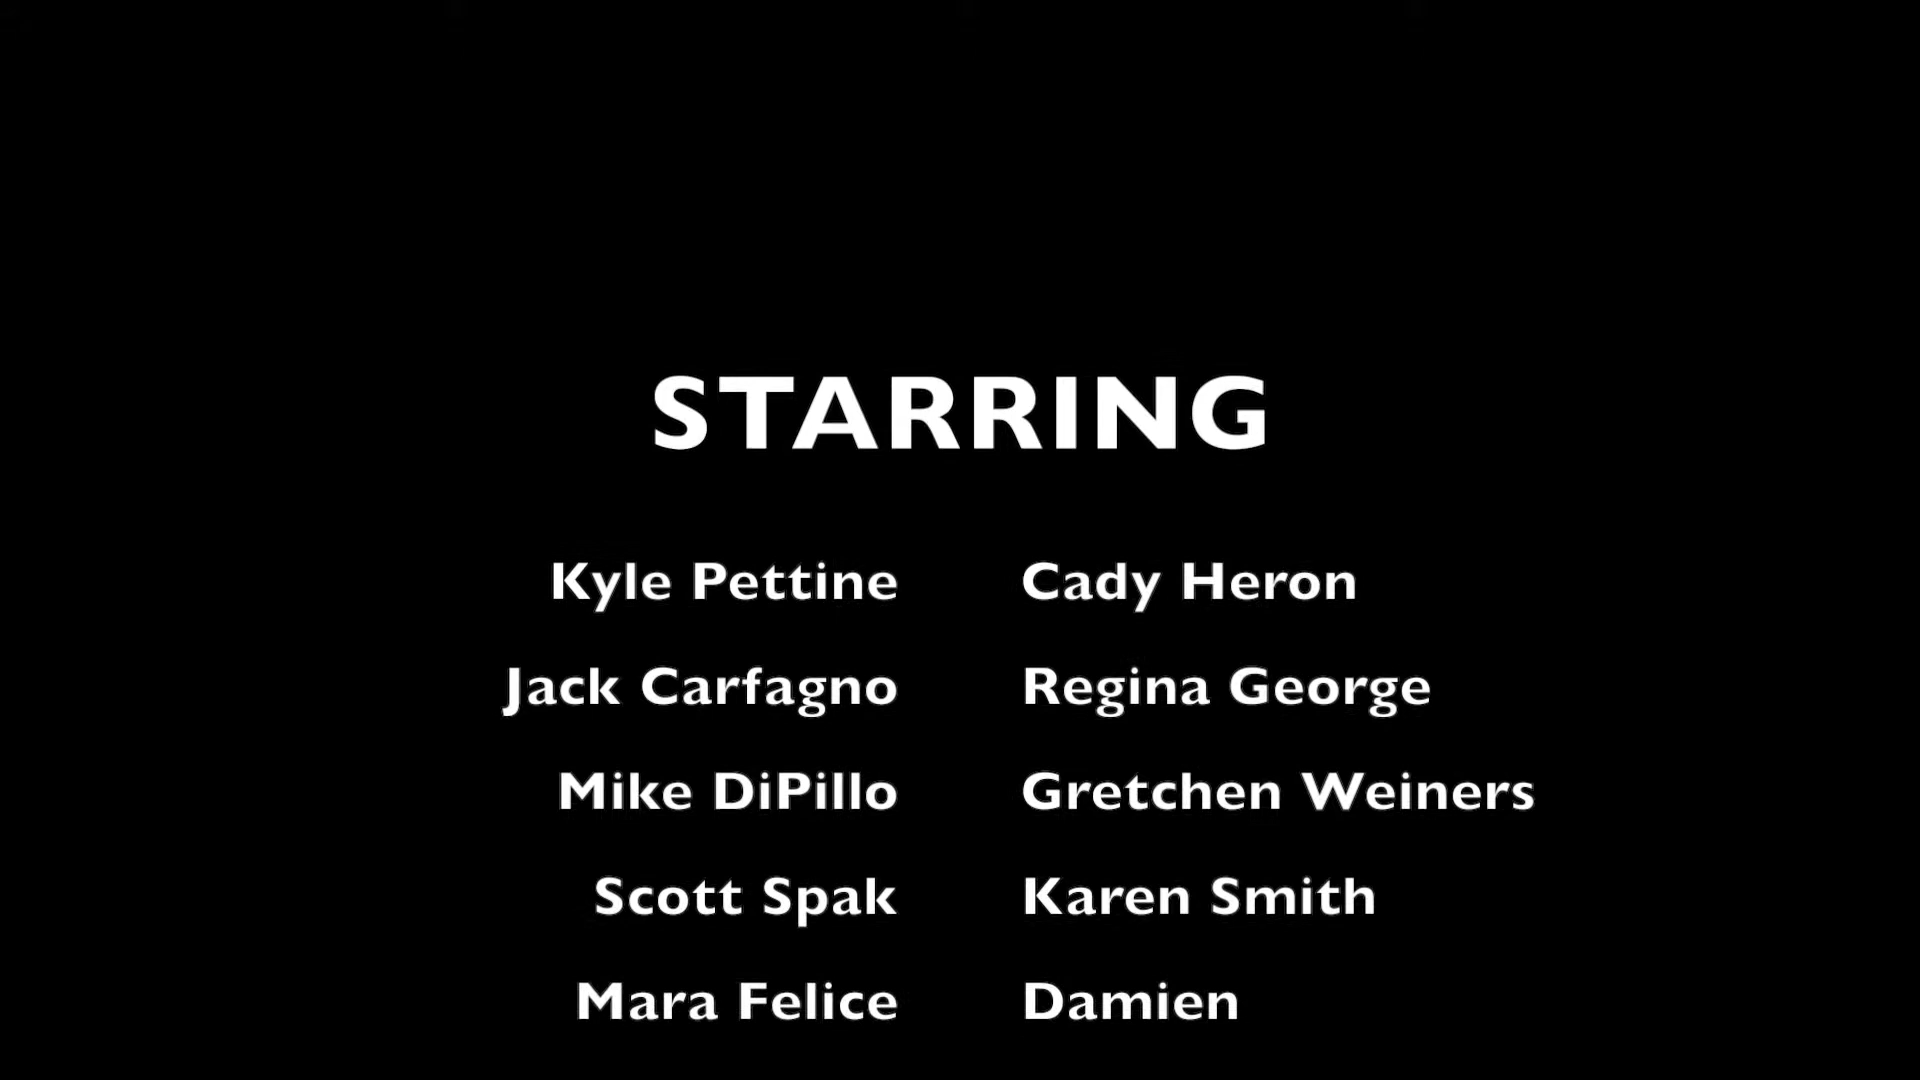 STARRING
Kyle Pettine Cady Heron
Jack Carfagno Regina George
Mike DiPillo Gretchen Weiners
Scott Spak Karen Smith
Mara Felice Damien